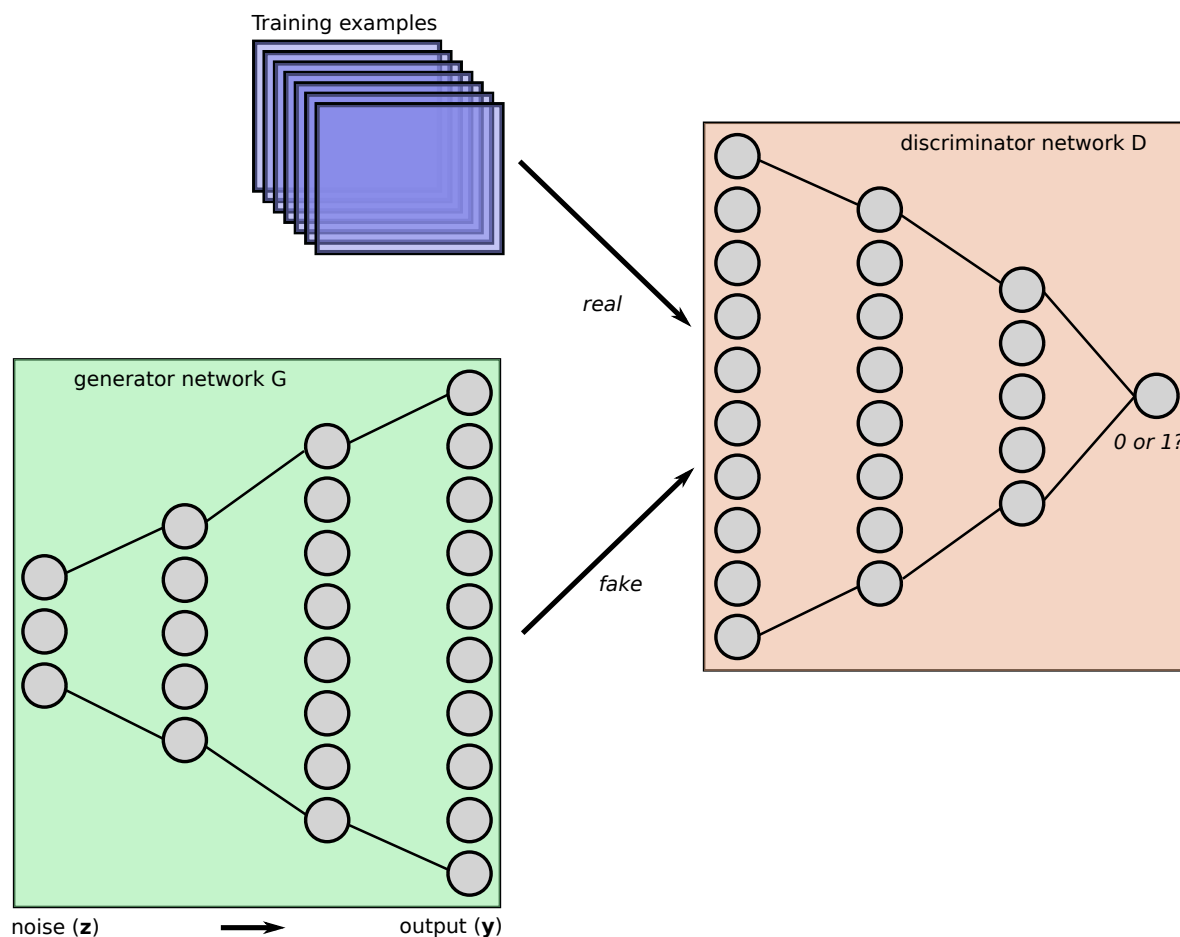 Training examples
discriminator network D
real
generator network G
0 or 1?
fake
noise (z)
output (y)